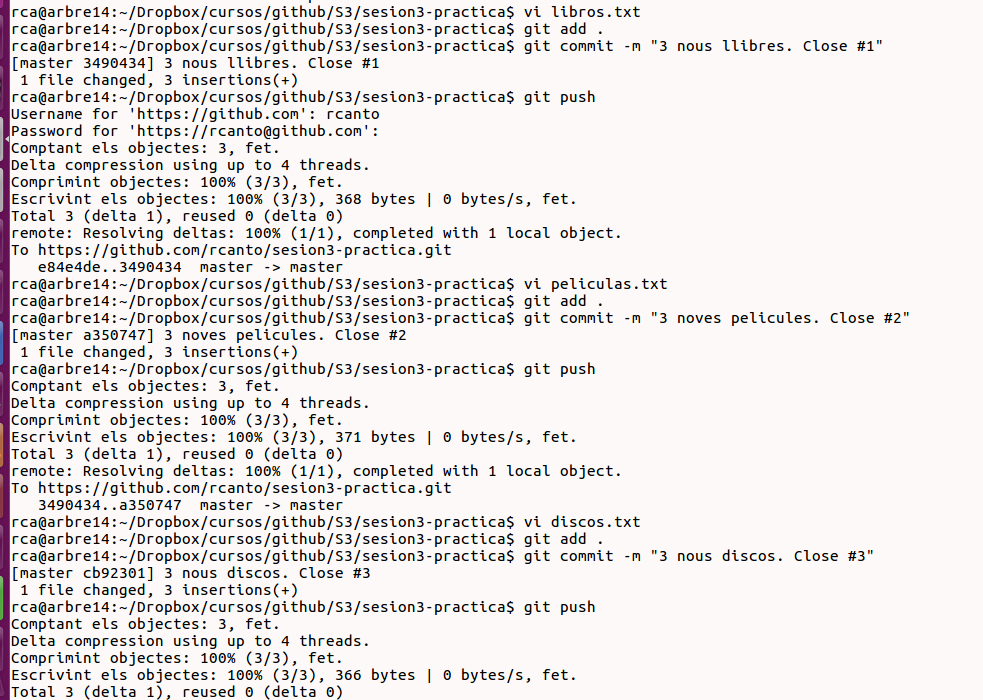 rca@arbre14:~/Dropbox/cursos/github/S3/sesion3-practica$ vi libros.txt
rca@arbre14:~/Dropbox/cursos/github/S3/sesion3-practica$ git add .
rca@arbre14:~/Dropbox/cursos/github/S3/sesion3-practica$ git commit -m "3 nous llibres. Close #1"
[master 3490434] 3 nous llibres. Close #1
 1 file changed, 3 insertions(+)
rca@arbre14:~/Dropbox/cursos/github/S3/sesion3-practica$ git push
Username for 'https://github.com': rcanto
Password for 'https://rcanto@github.com':
Comptant els objectes: 3, fet.
Delta compression using up to 4 threads.
Comprimint objectes: 100% (3/3), fet.
Escrivint els objectes: 100% (3/3), 368 bytes | 0 bytes/s, fet.
Total 3 (delta 1), reused 0 (delta 0)
remote: Resolving deltas: 100% (1/1), completed with 1 local object.
To https://github.com/rcanto/sesion3-practica.git
   e84e4de..3490434  master -> master
rca@arbre14:~/Dropbox/cursos/github/S3/sesion3-practica$ vi peliculas.txt
rca@arbre14:~/Dropbox/cursos/github/S3/sesion3-practica$ git add .
rca@arbre14:~/Dropbox/cursos/github/S3/sesion3-practica$ git commit -m "3 noves pelicules. Close #2"
[master a350747] 3 noves pelicules. Close #2
 1 file changed, 3 insertions(+)
rca@arbre14:~/Dropbox/cursos/github/S3/sesion3-practica$ git push
Comptant els objectes: 3, fet.
Delta compression using up to 4 threads.
Comprimint objectes: 100% (3/3), fet.
Escrivint els objectes: 100% (3/3), 371 bytes | 0 bytes/s, fet.
Total 3 (delta 1), reused 0 (delta 0)
remote: Resolving deltas: 100% (1/1), completed with 1 local object.
To https://github.com/rcanto/sesion3-practica.git
   3490434..a350747  master -> master
rca@arbre14:~/Dropbox/cursos/github/S3/sesion3-practica$ vi discos.txt
rca@arbre14:~/Dropbox/cursos/github/S3/sesion3-practica$ git add .
rca@arbre14:~/Dropbox/cursos/github/S3/sesion3-practica$ git commit -m "3 nous discos. Close #3"
[master cb92301] 3 nous discos. Close #3
 1 file changed, 3 insertions(+)
rca@arbre14:~/Dropbox/cursos/github/S3/sesion3-practica$ git push
Comptant els objectes: 3, fet.
Delta compression using up to 4 threads.
Comprimint objectes: 100% (3/3), fet.
Escrivint els objectes: 100% (3/3), 366 bytes | 0 bytes/s, fet.
Total 3 (delta 1), reused 0 (delta 0)